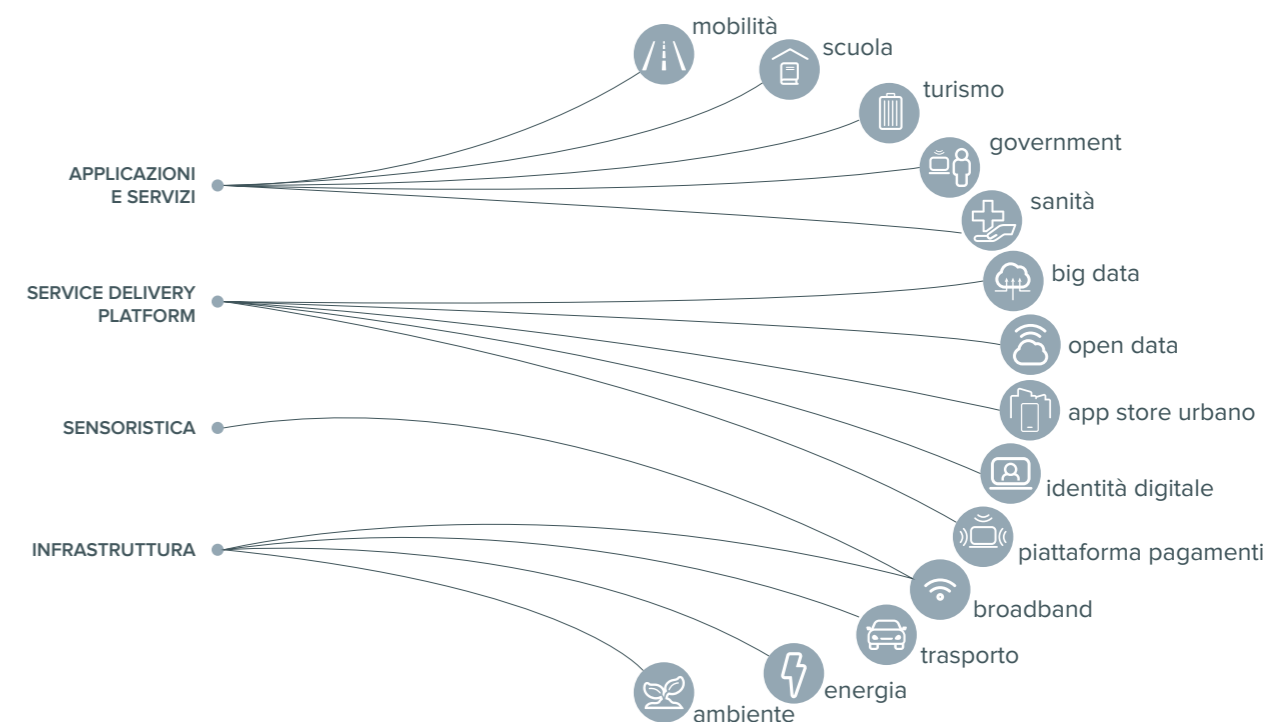 mobilità
scuola
turismo
government
APPLICAZIONI
E SERVIZI
sanità
big data
SERVICE DELIVERY
PLATFORM
open data
app store urbano
SENSORISTICA
identità digitale
INFRASTRUTTURA
piattaforma pagamenti
broadband
trasporto
energia
ambiente